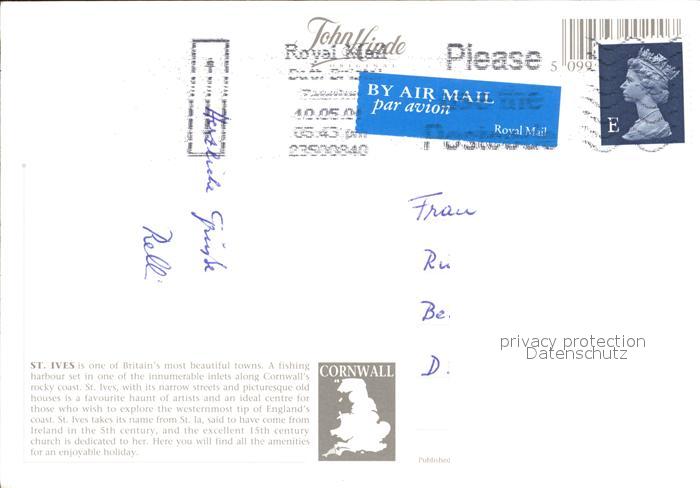 John Hinde
ORIGINAL
Royal Mail
Please
5 099
BY AIR MAIL
par avion
Royal Mail
use the
Postcode
E
Herzliche Grüße
Relli
Frau
Ru
Be.
D.
privacy protection
Datenschutz
ST. IVES is one of Britain's most beautiful towns. A fishing
harbour set in one of the innumerable inlets along Cornwall's
rocky coast. St. Ives, with its narrow streets and picturesque old
houses is a favourite haunt of artists and an ideal centre for
those who wish to explore the westernmost tip of England's
coast. St. Ives takes its name from St. Ia, said to have come from
Ireland in the 5th century, and the excellent 15th century
church is dedicated to her. Here you will find all the amenities
for an enjoyable holiday.
CORNWALL
Published